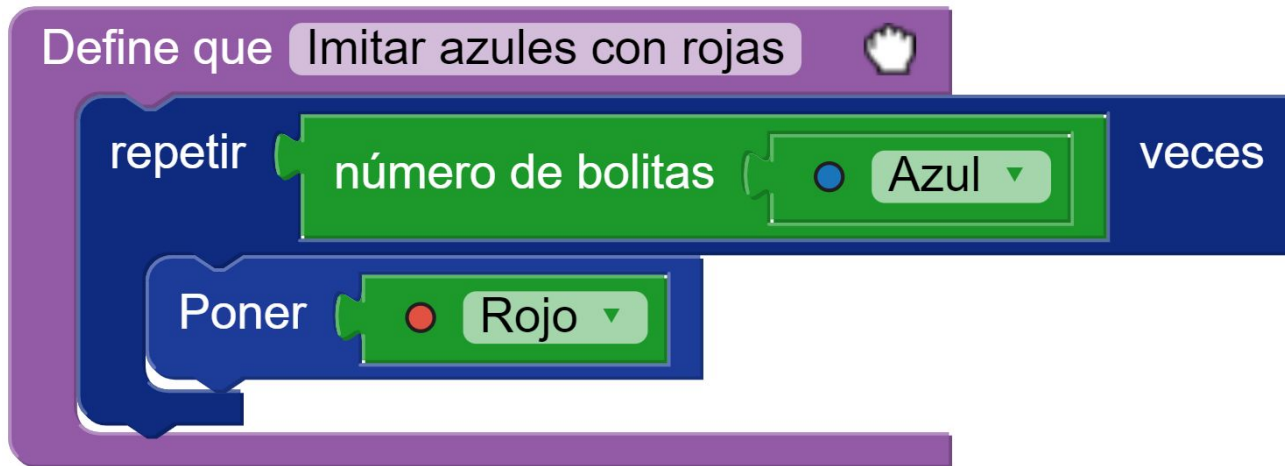 Define que Imitar azules con rojas
repetir número de bolitas Azul veces
Poner Rojo